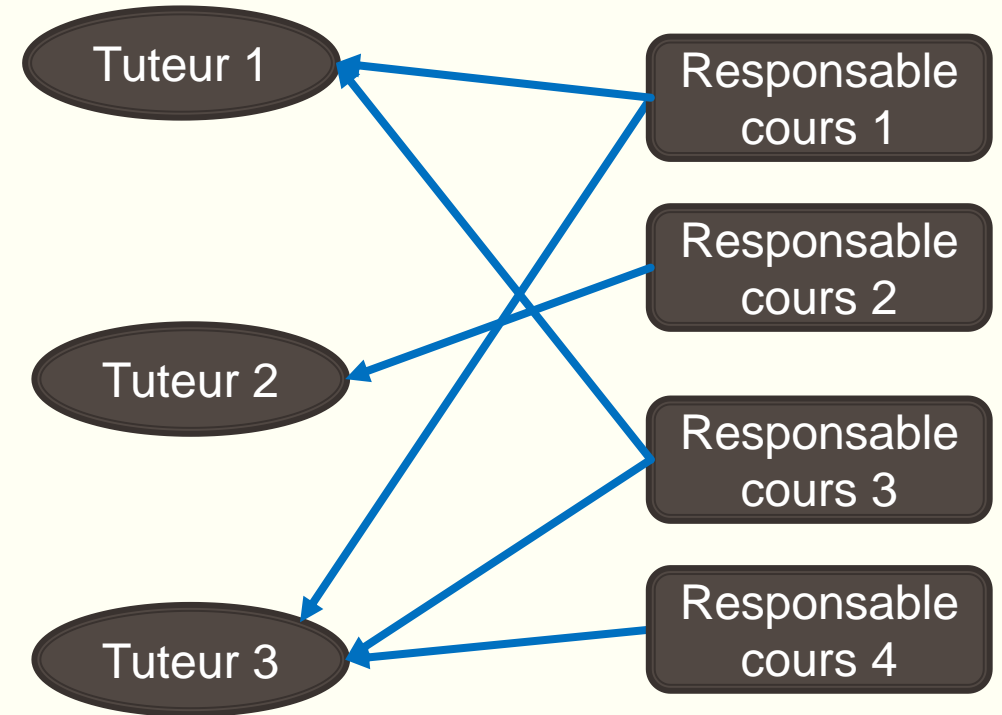 Tuteur 1
Responsable
cours 1
Responsable
cours 2
Tuteur 2
Responsable
cours 3
Responsable
cours 4
Tuteur 3